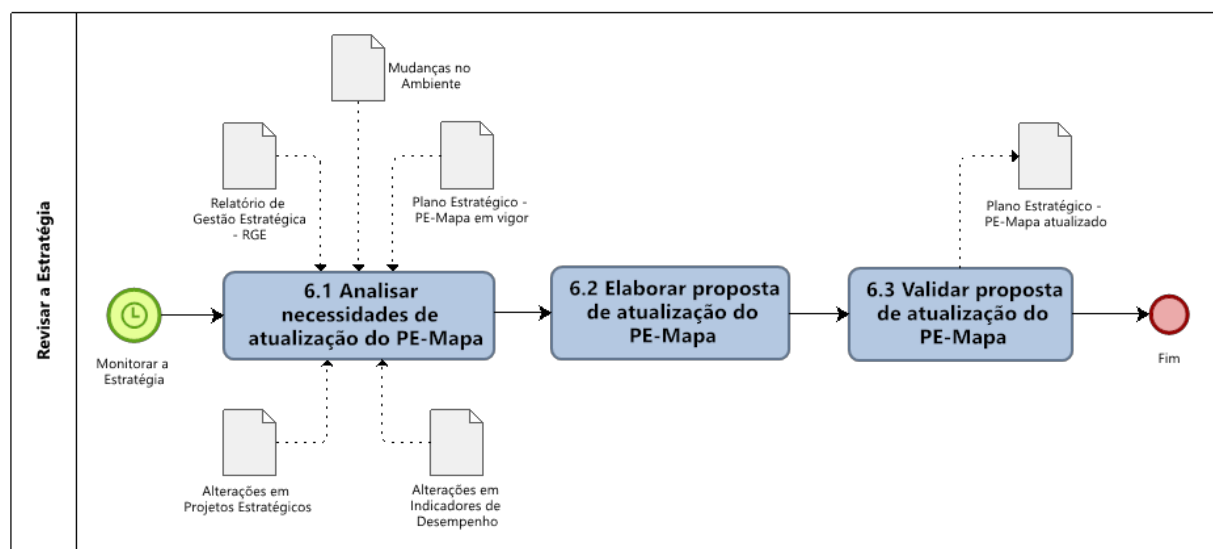 Revisar a Estratégia
Mudanças no
Ambiente
Relatório de
Gestão Estratégica
- RGE
Plano Estratégico -
PE-Mapa em vigor
Plano Estratégico -
PE-Mapa atualizado
Monitorar a
Estratégia
6.1 Analisar
necessidades de
atualização do PE-Mapa
6.2 Elaborar proposta
de atualização do
PE-Mapa
6.3 Validar proposta
de atualização do
PE-Mapa
Fim
Alterações em
Projetos Estratégicos
Alterações em
Indicadores de
Desempenho